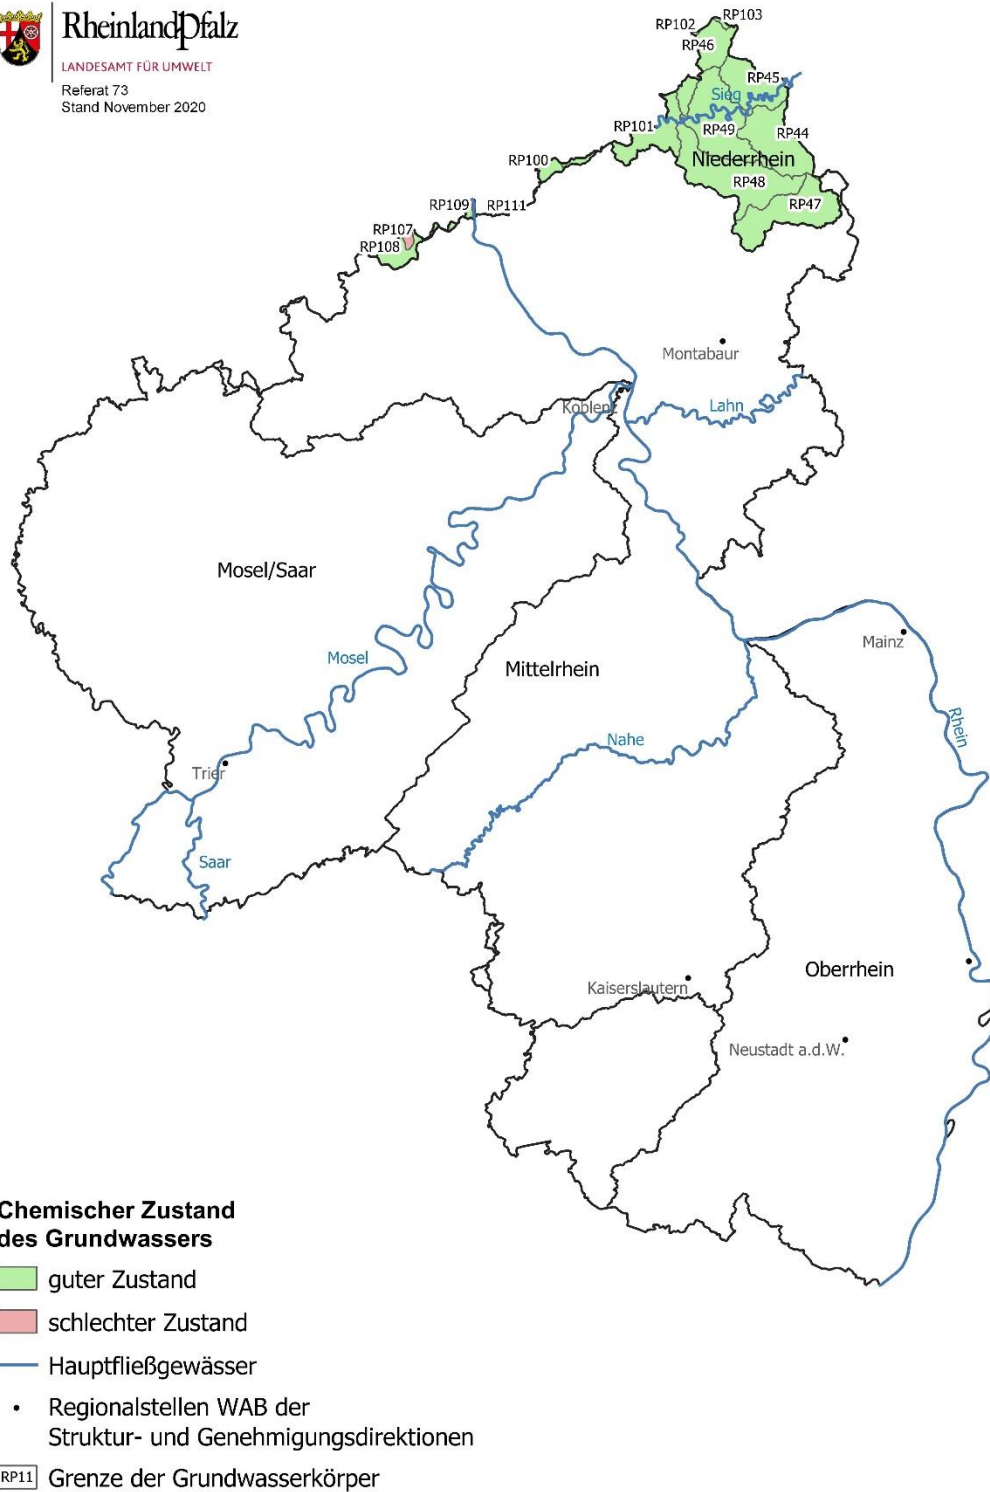 RheinlandPfalz
LANDESAMT FÜR UMWELT
Referat 73
Stand November 2020
RP103
RP102
RP46
RP45
Sieg
RP101
RP49
RP44
Niederrhein
RP100
RP48
RP47
RP109
RP111
RP107
RP108
Montabaur
Koblenz
Lahn
Mosel/Saar
Mainz
Mosel
Mittelrhein
Rhein
Nahe
Trier
Saar
Oberrhein
Kaiserslautern
Neustadt a.d.W.
Chemischer Zustand
des Grundwassers
guter Zustand
schlechter Zustand
Hauptfließgewässer
Regionalstellen WAB der
Struktur- und Genehmigungsdirektionen
RP11 Grenze der Grundwasserkörper